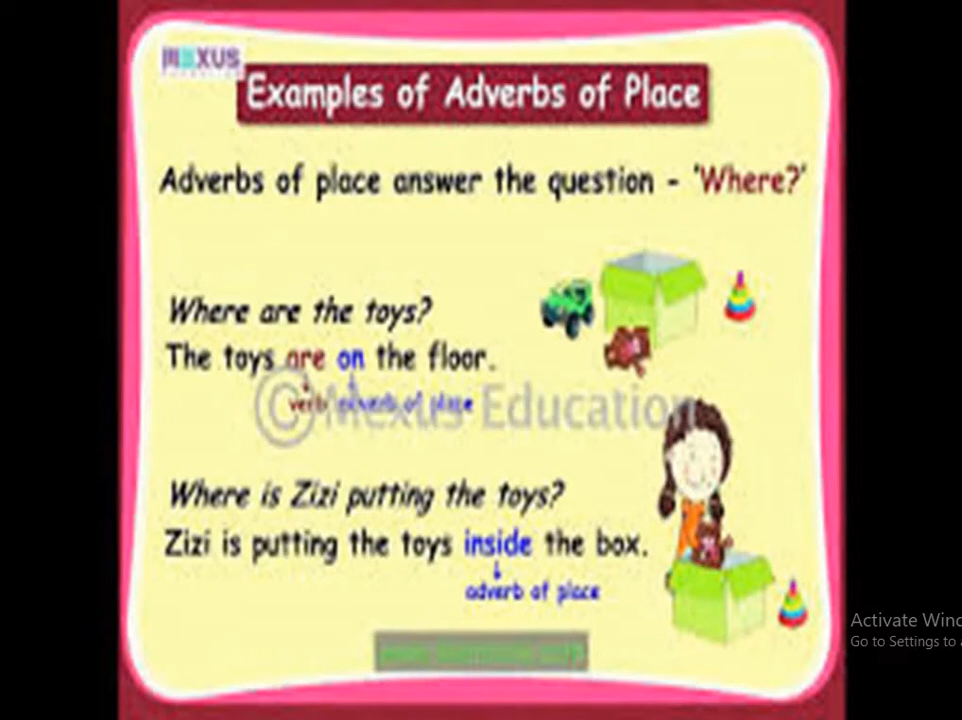 MEXUS
Examples of Adverbs of Place
Adverbs of place answer the question - 'Where?'
Where are the toys?
The toys are on the floor.
verb adverb of place
© Mexus Education
Where is Zizi putting the toys?
Zizi is putting the toys inside the box.
adverb of place
Activate Wind
Go to Settings to a